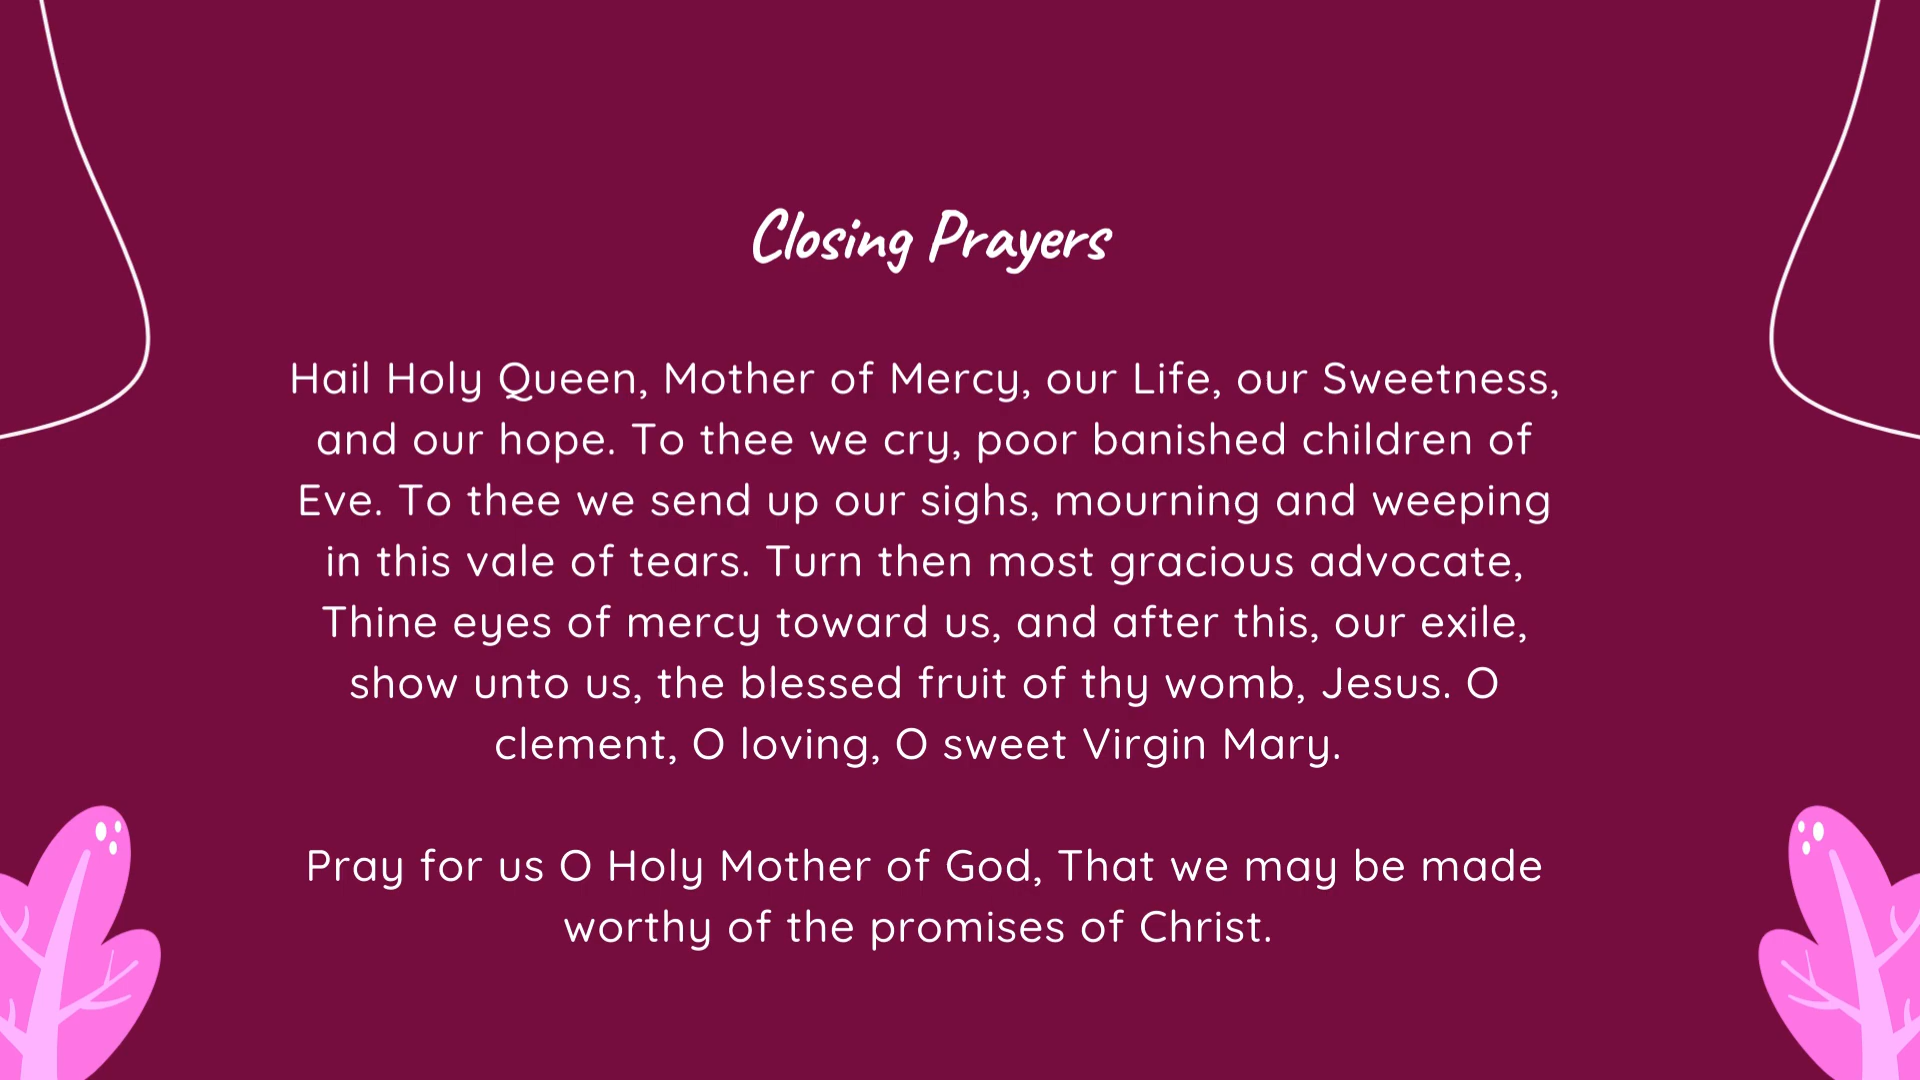 Closing Prayers
Hail Holy Queen, Mother of Mercy, our Life, our Sweetness,
and our hope. To thee we cry, poor banished children of
Eve. To thee we send up our sighs, mourning and weeping
in this vale of tears. Turn then most gracious advocate,
Thine eyes of mercy toward us, and after this, our exile,
show unto us, the blessed fruit of thy womb, Jesus. O
clement, O loving, O sweet Virgin Mary.
Pray for us O Holy Mother of God, That we may be made
worthy of the promises of Christ.